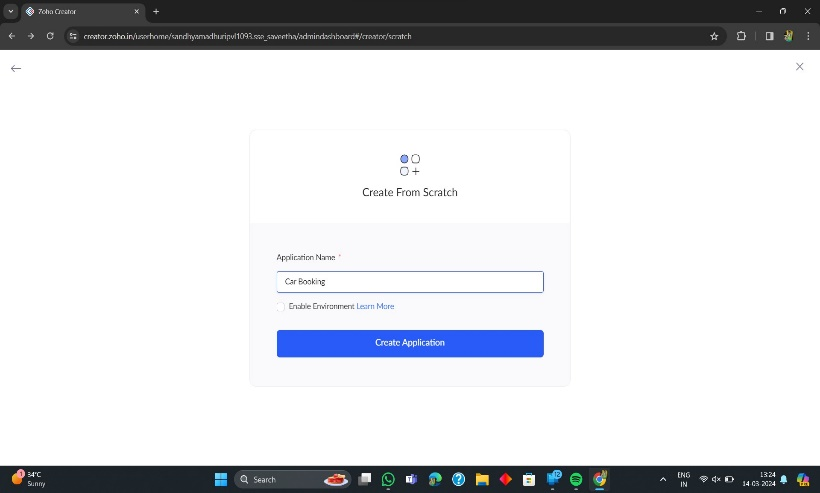 Zoho Creator
creator.zoho.in/userhome/sandhyamadhuripvl1093.sse_saveetha/admindashboard#/creator/scratch
Create From Scratch
Application Name *
Car Booking
Enable Environment Learn More
Create Application
34°C
Sunny
Search
ENG
IN
13:24
14-03-2024